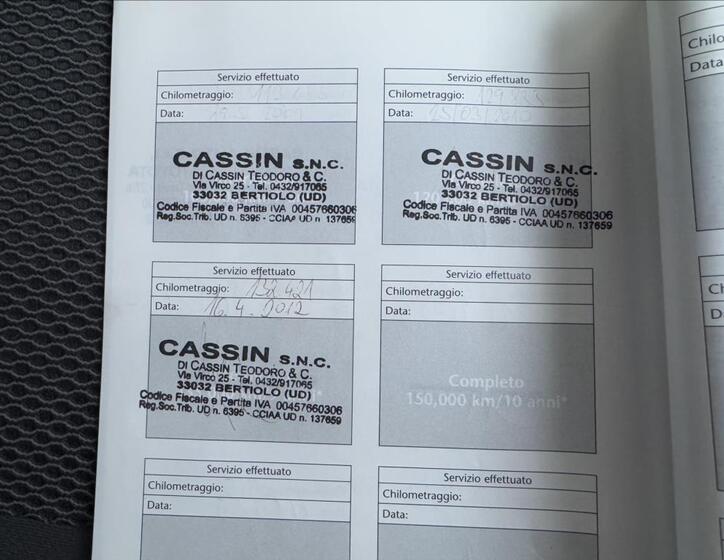 Servizio effettuato
Chilometraggio:
Data:
CASSIN S.N.C.
DI CASSIN TEODORO & C.
Via Virco 25 - Tel. 0432/917065
33032 BERTIOLO (UD)
Codice Fiscale e Partita IVA 00457660306
Reg.Soc.Trib. UD n. 6395 - CCIAA UD n. 137659
Servizio effettuato
Chilometraggio:
Data: 25/03/2010
CASSIN S.N.C.
DI CASSIN TEODORO & C.
Via Virco 25 - Tel. 0432/917065
33032 BERTIOLO (UD)
Codice Fiscale e Partita IVA 00457660306
Reg.Soc.Trib. UD n. 6395 - CCIAA UD n. 137659
Servizio effettuato
Chilometraggio: 132421
Data: 16.4.2012
CASSIN S.N.C.
DI CASSIN TEODORO & C.
Via Virco 25 - Tel. 0432/917065
33032 BERTIOLO (UD)
Codice Fiscale e Partita IVA 00457660306
Reg.Soc.Trib. UD n. 6395 - CCIAA UD n. 137659
Servizio effettuato
Chilometraggio:
Data:
Completo
150,000 km/10 anni*
Servizio effettuato
Chilometraggio:
Data:
Servizio effettuato
Chilometraggio:
Data:
Chilo
Data
Ch
D